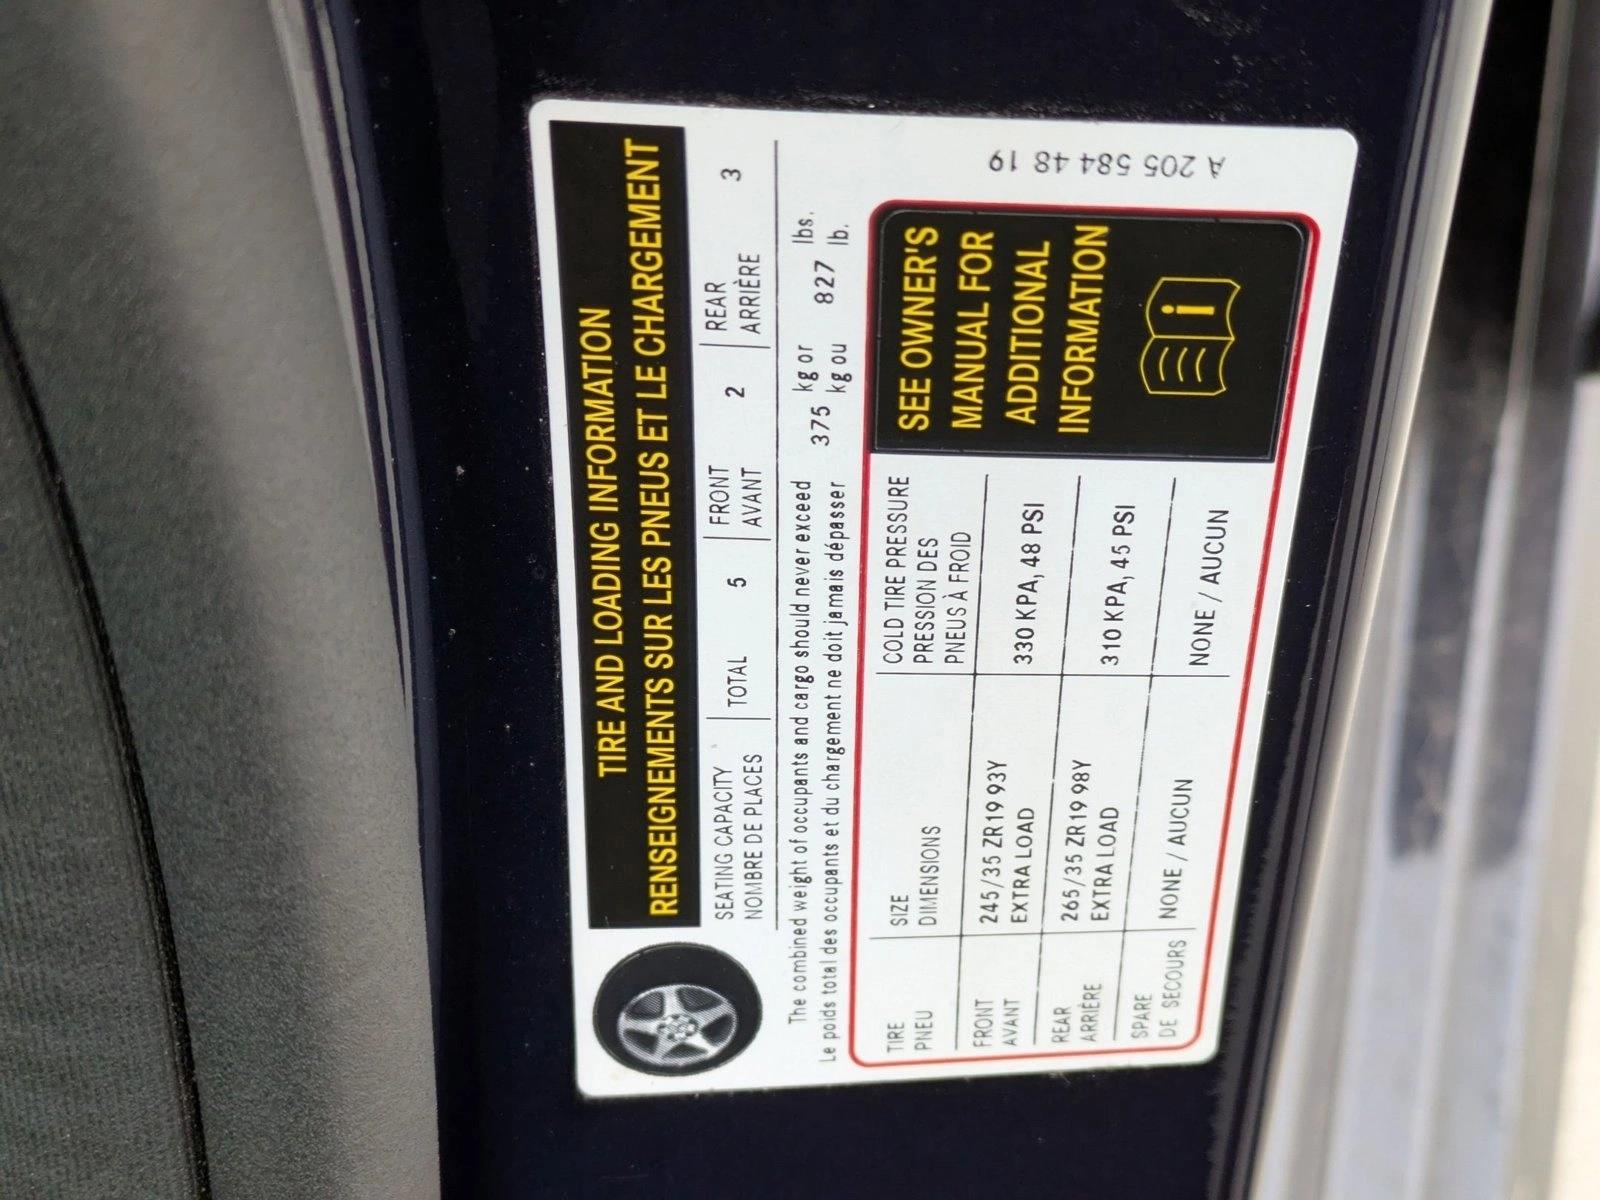 TIRE AND LOADING INFORMATION
RENSEIGNEMENTS SUR LES PNEUS ET LE CHARGEMENT
SEATING CAPACITY TOTAL 5 FRONT 2 REAR 3
NOMBRE DE PLACES AVANT ARRIÈRE
The combined weight of occupants and cargo should never exceed 375 kg or 827 lbs.
Le poids total des occupants et du chargement ne doit jamais dépasser kg ou lb.
TIRE SIZE COLD TIRE PRESSURE
PNEU DIMENSIONS PRESSION DES
PNEUS À FROID
FRONT 245/35 ZR19 93Y 330 KPA, 48 PSI
AVANT EXTRA LOAD
REAR 265/35 ZR19 98Y 310 KPA, 45 PSI
ARRIÈRE EXTRA LOAD
SPARE NONE / AUCUN NONE / AUCUN
DE SECOURS
SEE OWNER'S
MANUAL FOR
ADDITIONAL
INFORMATION
i
A 205 584 48 19